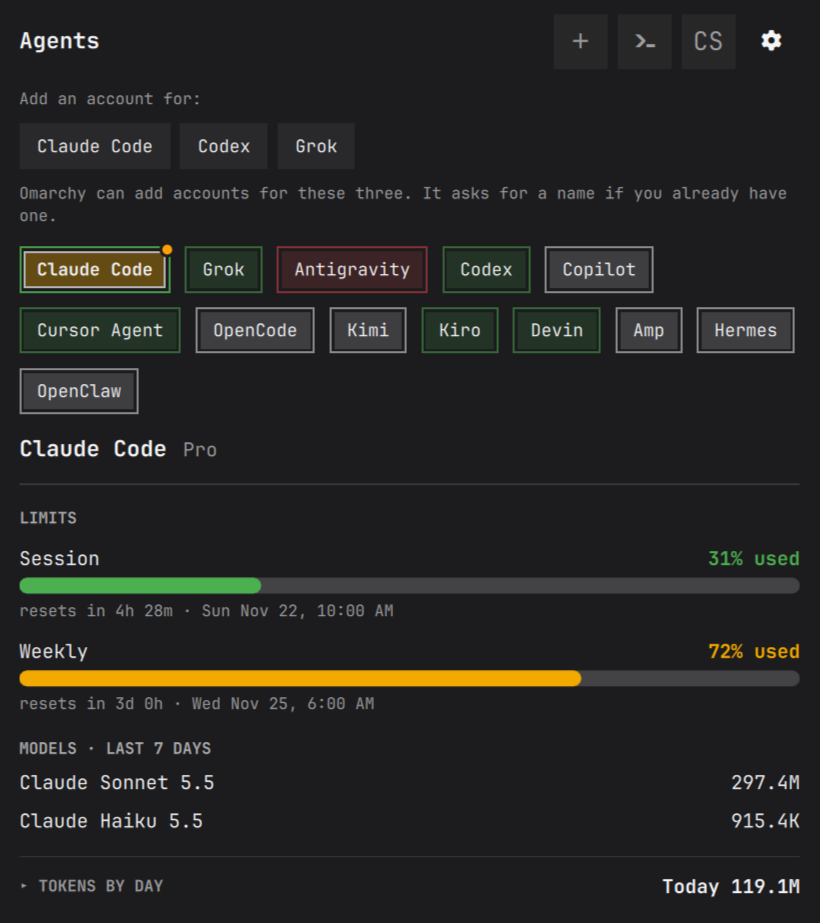 Agents
+ >_ CS
Add an account for:
Claude Code Codex Grok
Omarchy can add accounts for these three. It asks for a name if you already have
one.
Claude Code Grok Antigravity Codex Copilot
Cursor Agent OpenCode Kimi Kiro Devin Amp Hermes
OpenClaw
Claude Code Pro
LIMITS
Session 31% used
resets in 4h 28m · Sun Nov 22, 10:00 AM
Weekly 72% used
resets in 3d 0h · Wed Nov 25, 6:00 AM
MODELS · LAST 7 DAYS
Claude Sonnet 5.5 297.4M
Claude Haiku 5.5 915.4K
▸ TOKENS BY DAY Today 119.1M